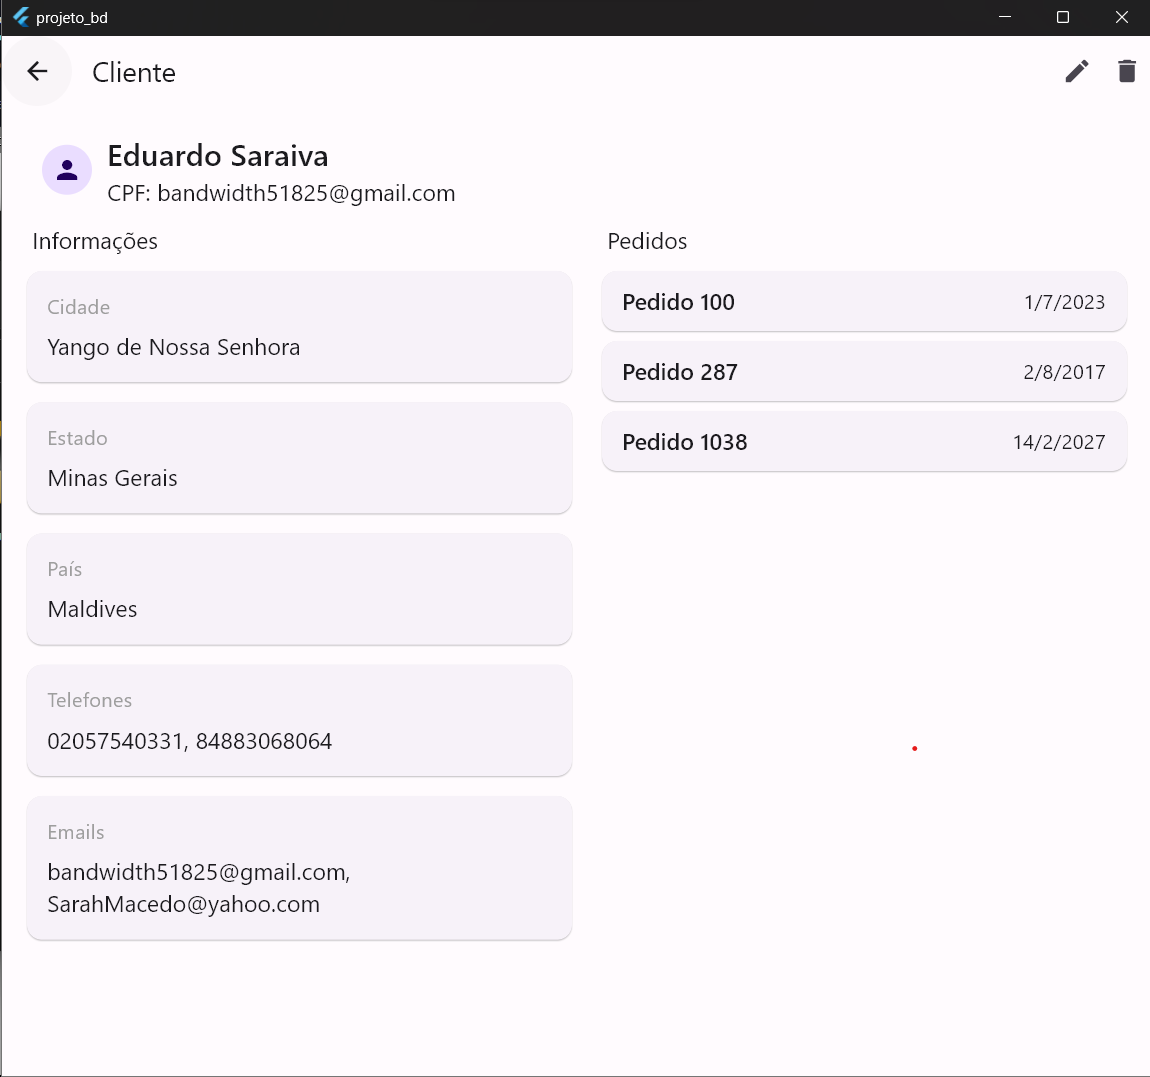 projeto_bd
Cliente
Eduardo Saraiva
CPF: bandwidth51825@gmail.com
Informações
Cidade
Yango de Nossa Senhora
Estado
Minas Gerais
País
Maldives
Telefones
02057540331, 84883068064
Emails
bandwidth51825@gmail.com,
SarahMacedo@yahoo.com
Pedidos
Pedido 100 1/7/2023
Pedido 287 2/8/2017
Pedido 1038 14/2/2027